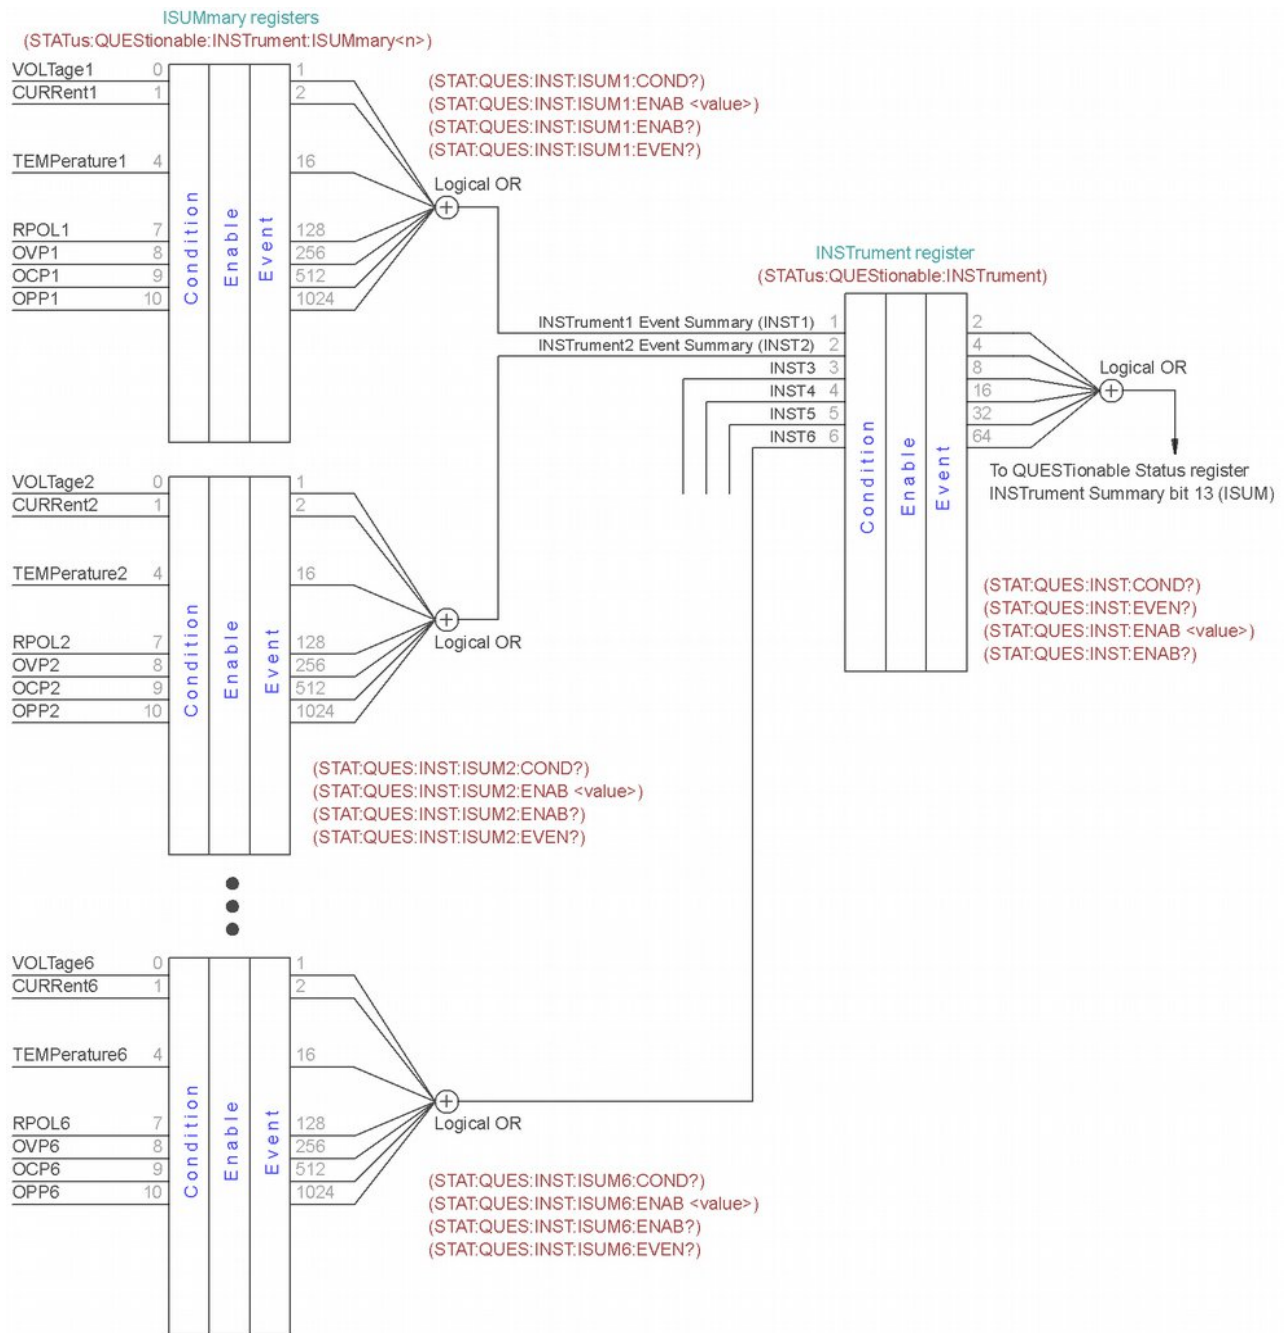 ISUMmary registers
(STATus:QUEStionable:INSTrument:ISUMmary<n>)
VOLTage1 0 1
CURRent1 1 2
TEMPerature1 4 16
RPOL1 7 128
OVP1 8 256
OCP1 9 512
OPP1 10 1024
Condition
Enable
Event
(STAT:QUES:INST:ISUM1:COND?)
(STAT:QUES:INST:ISUM1:ENAB <value>)
(STAT:QUES:INST:ISUM1:ENAB?)
(STAT:QUES:INST:ISUM1:EVEN?)
Logical OR
INSTrument register
(STATus:QUEStionable:INSTrument)
INSTrument1 Event Summary (INST1) 1 2
INSTrument2 Event Summary (INST2) 2 4
INST3 3 8
INST4 4 16
INST5 5 32
INST6 6 64
Condition
Enable
Event
Logical OR
To QUEStionable Status register
INSTrument Summary bit 13 (ISUM)
(STAT:QUES:INST:COND?)
(STAT:QUES:INST:EVEN?)
(STAT:QUES:INST:ENAB <value>)
(STAT:QUES:INST:ENAB?)
VOLTage2 0 1
CURRent2 1 2
TEMPerature2 4 16
RPOL2 7 128
OVP2 8 256
OCP2 9 512
OPP2 10 1024
Condition
Enable
Event
Logical OR
(STAT:QUES:INST:ISUM2:COND?)
(STAT:QUES:INST:ISUM2:ENAB <value>)
(STAT:QUES:INST:ISUM2:ENAB?)
(STAT:QUES:INST:ISUM2:EVEN?)
VOLTage6 0 1
CURRent6 1 2
TEMPerature6 4 16
RPOL6 7 128
OVP6 8 256
OCP6 9 512
OPP6 10 1024
Condition
Enable
Event
Logical OR
(STAT:QUES:INST:ISUM6:COND?)
(STAT:QUES:INST:ISUM6:ENAB <value>)
(STAT:QUES:INST:ISUM6:ENAB?)
(STAT:QUES:INST:ISUM6:EVEN?)